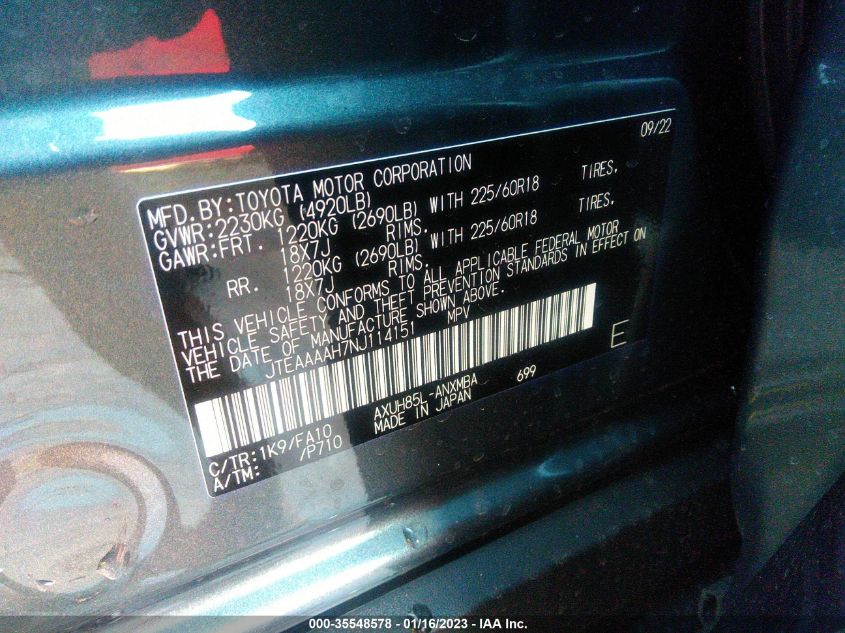 09/22
MFD.BY:TOYOTA MOTOR CORPORATION
GVWR:2230KG (4920LB)
GAWR:FRT. 1220KG (2690LB) WITH 225/60R18 TIRES,
18X7J RIMS.
RR. 1220KG (2690LB) WITH 225/60R18 TIRES,
18X7J RIMS.
THIS VEHICLE CONFORMS TO ALL APPLICABLE FEDERAL MOTOR
VEHICLE SAFETY AND THEFT PREVENTION STANDARDS IN EFFECT ON
THE DATE OF MANUFACTURE SHOWN ABOVE.
JTEAAAAH7NJ114151 MPV
E
C/TR:1K9/FA10 AXUH85L-ANXMBA 699
A/TM: /P710 MADE IN JAPAN
000-35548578 - 01/16/2023 - IAA Inc.